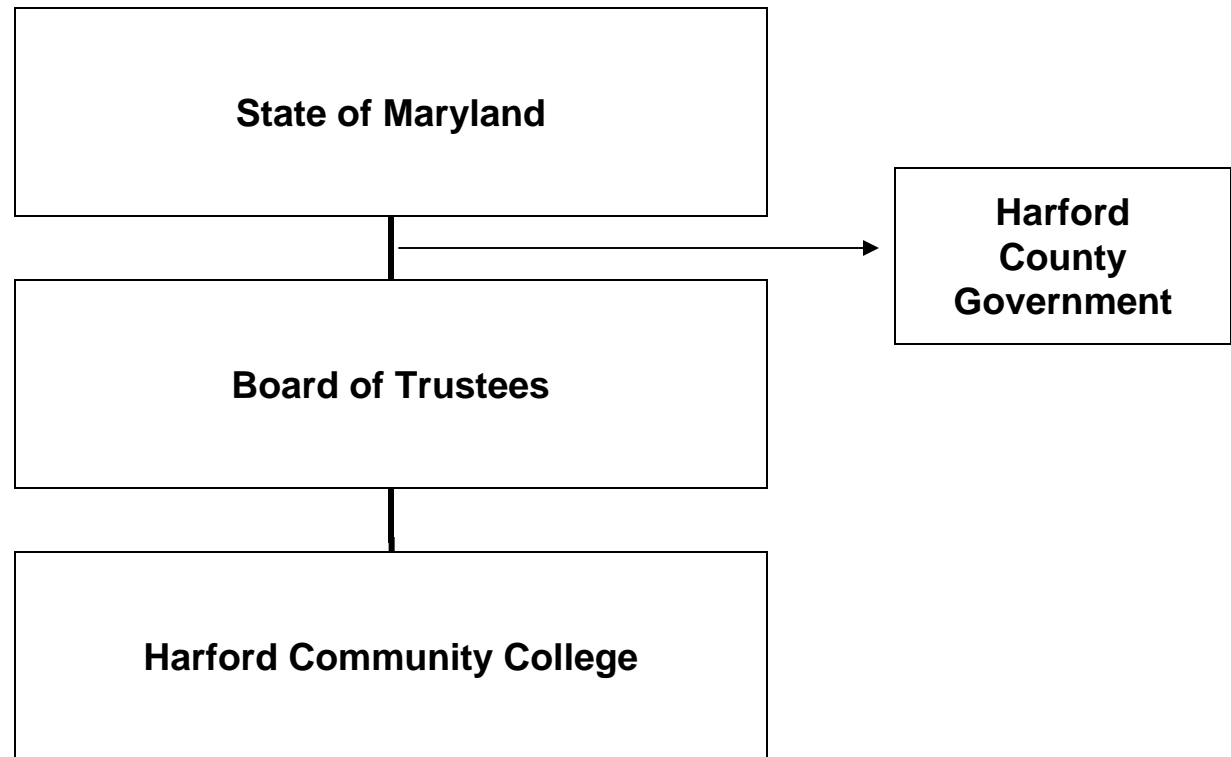 State of Maryland
Harford
County
Government
Board of Trustees
Harford Community College